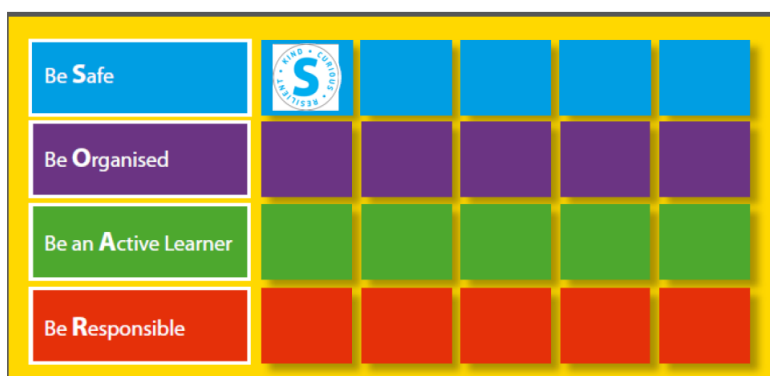 Be Safe
KIND • CURIOUS • RESILIENT •
S
Be Organised
Be an Active Learner
Be Responsible